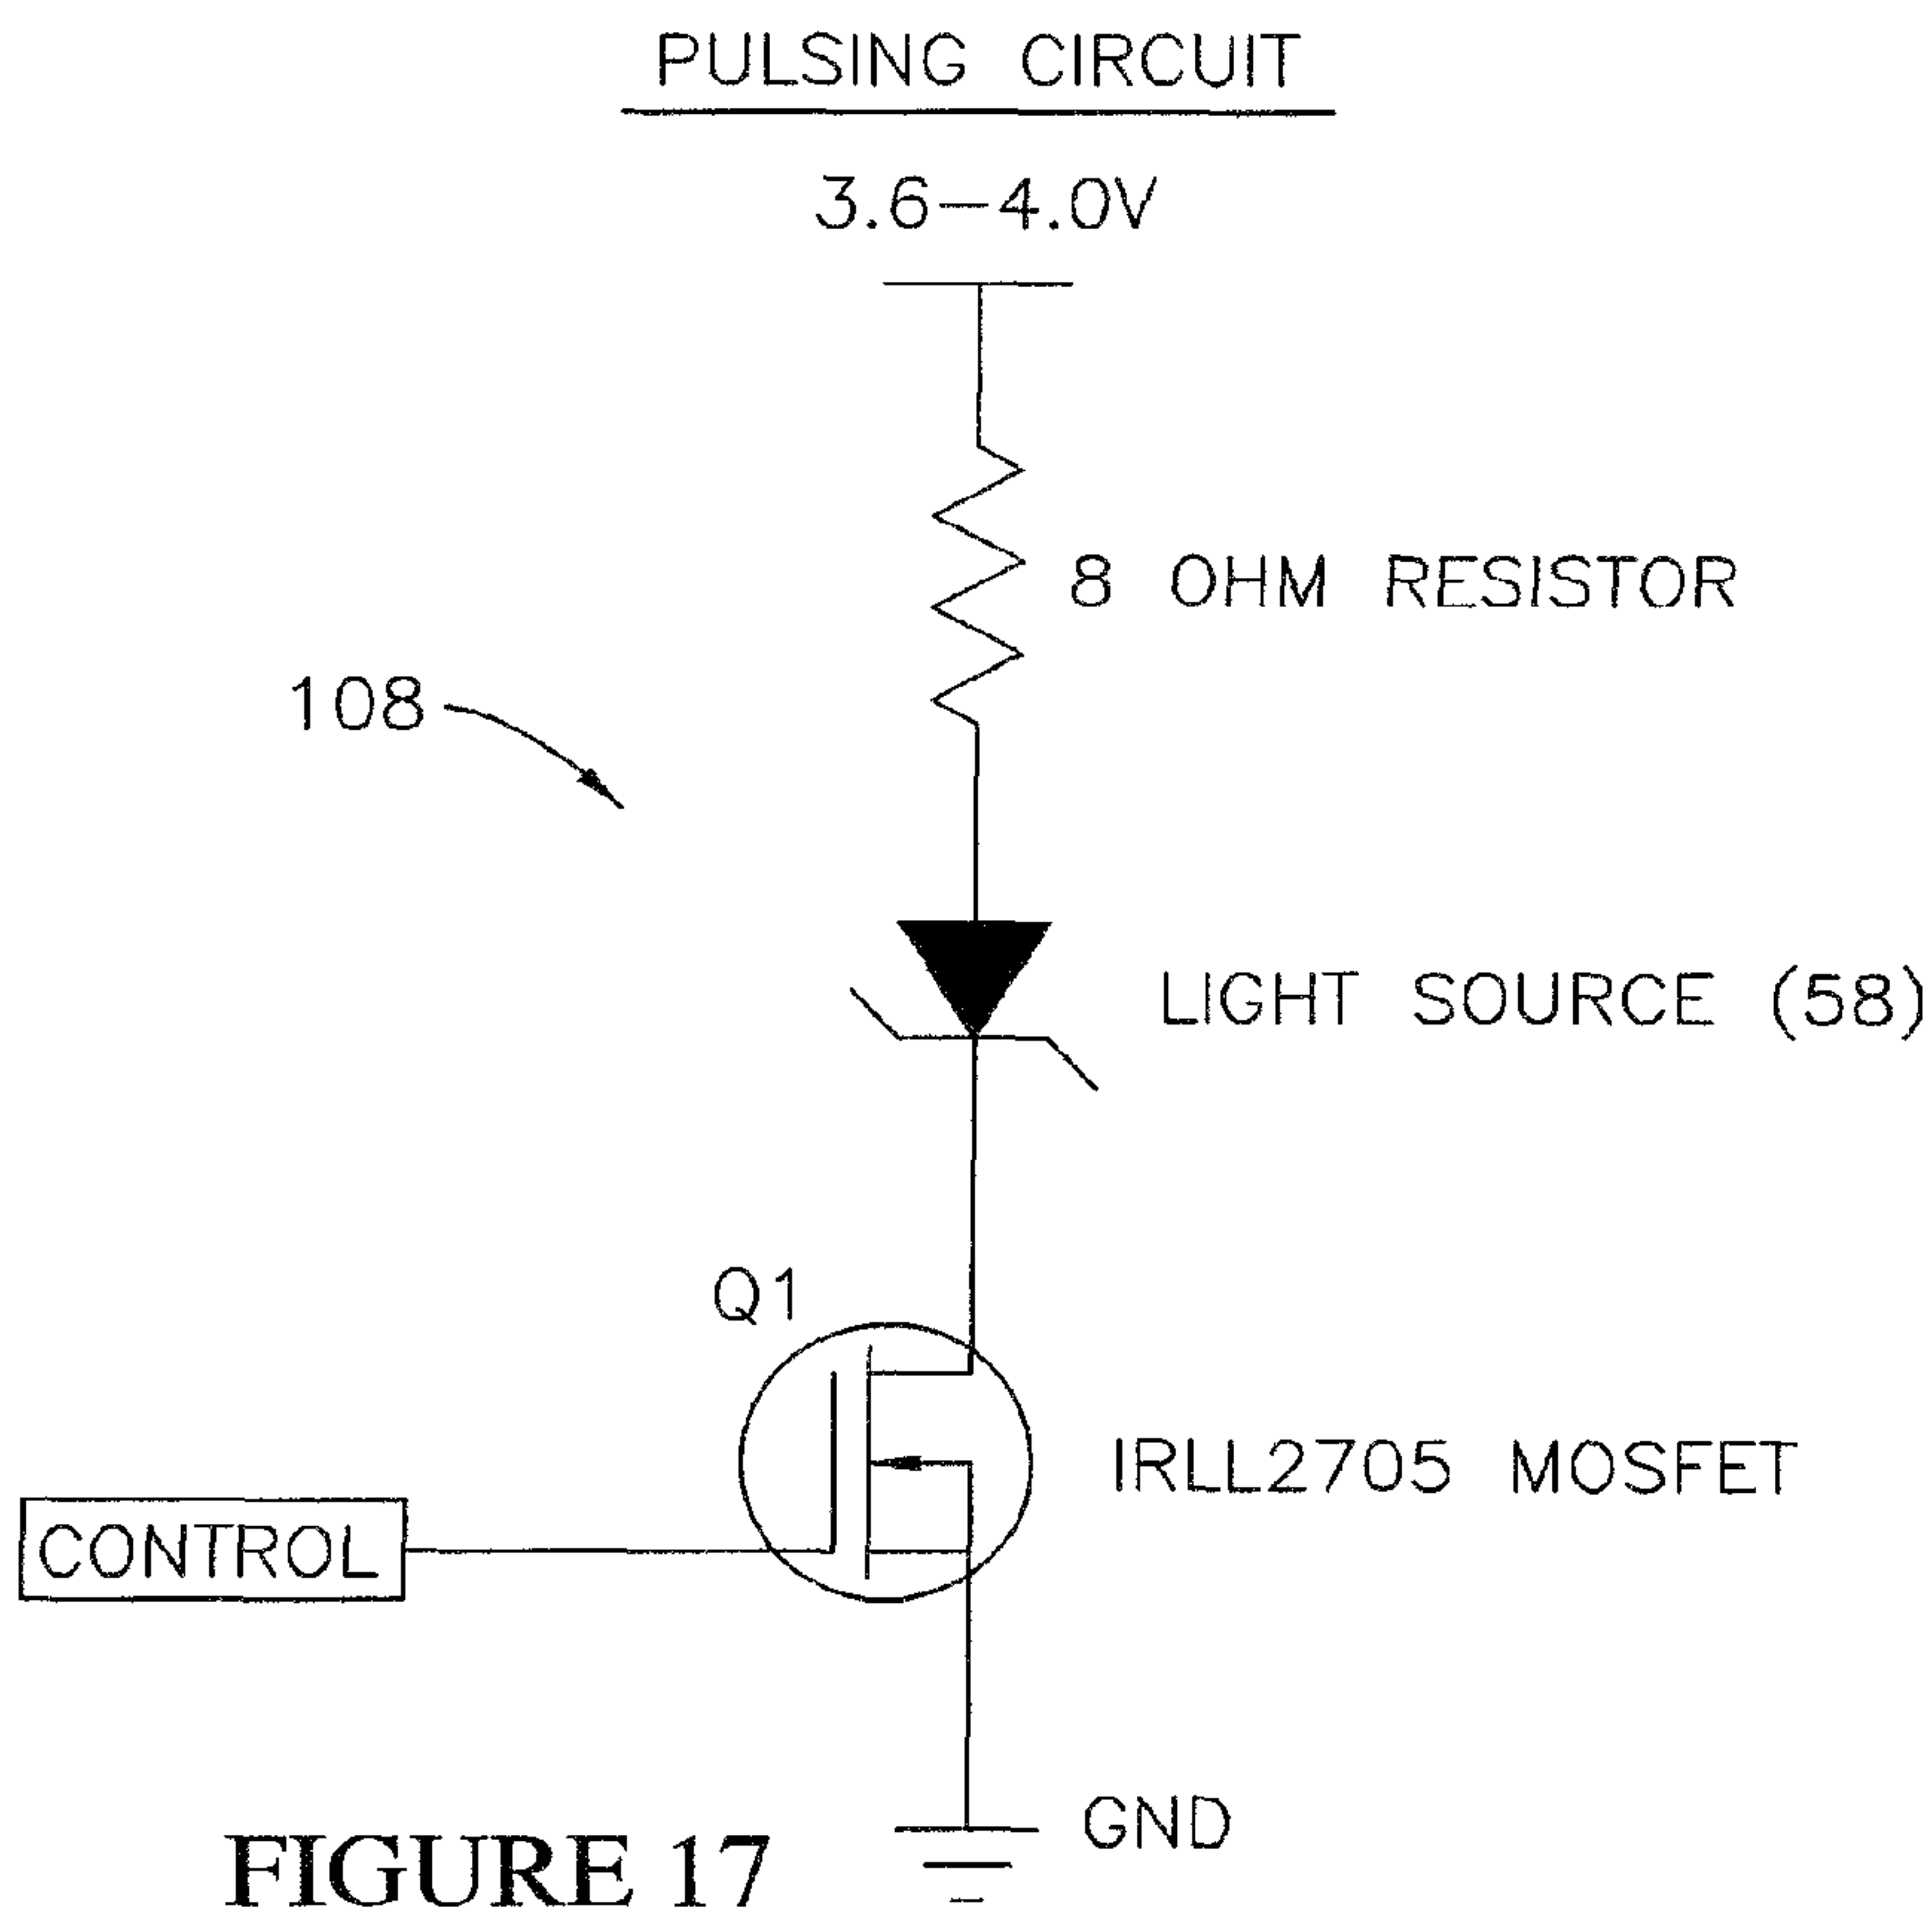 PULSING CIRCUIT
3.6-4.0V
8 OHM RESISTOR
108
LIGHT SOURCE (58)
Q1
IRLL2705 MOSFET
CONTROL
GND
FIGURE 17